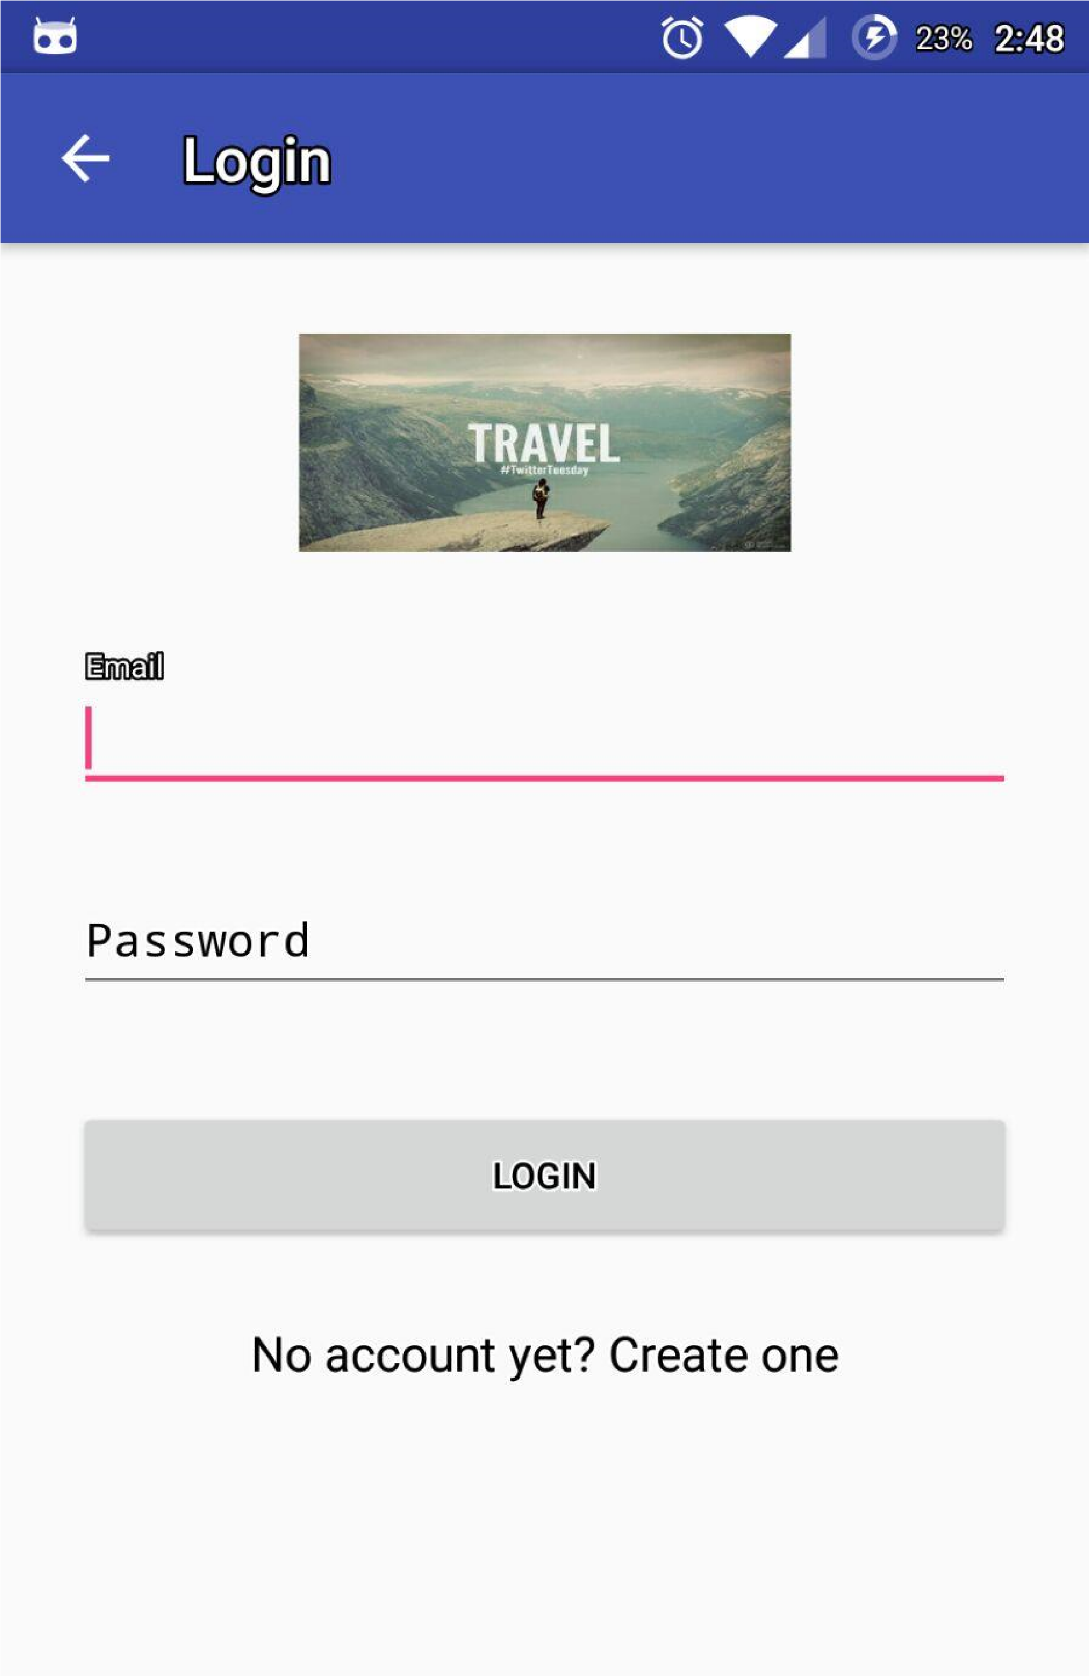 23% 2:48
Login
TRAVEL
#TwitterTuesday
Email
Password
LOGIN
No account yet? Create one